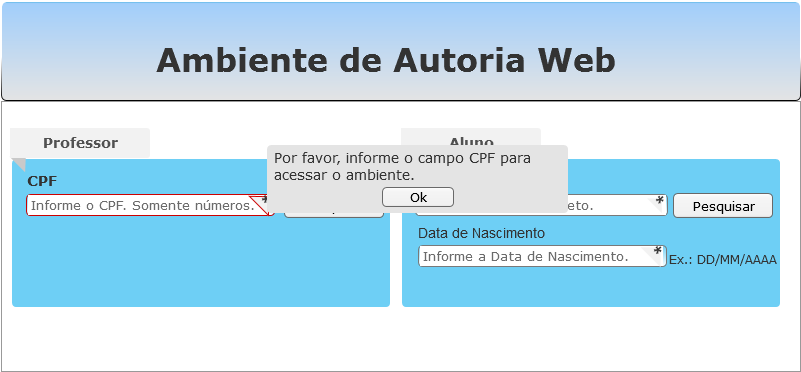 Ambiente de Autoria Web
Professor
Aluno
Por favor, informe o campo CPF para
acessar o ambiente.
Ok
CPF
Informe o CPF. Somente números.
*
eto.
*
Pesquisar
Data de Nascimento
Informe a Data de Nascimento.
*
Ex.: DD/MM/AAAA